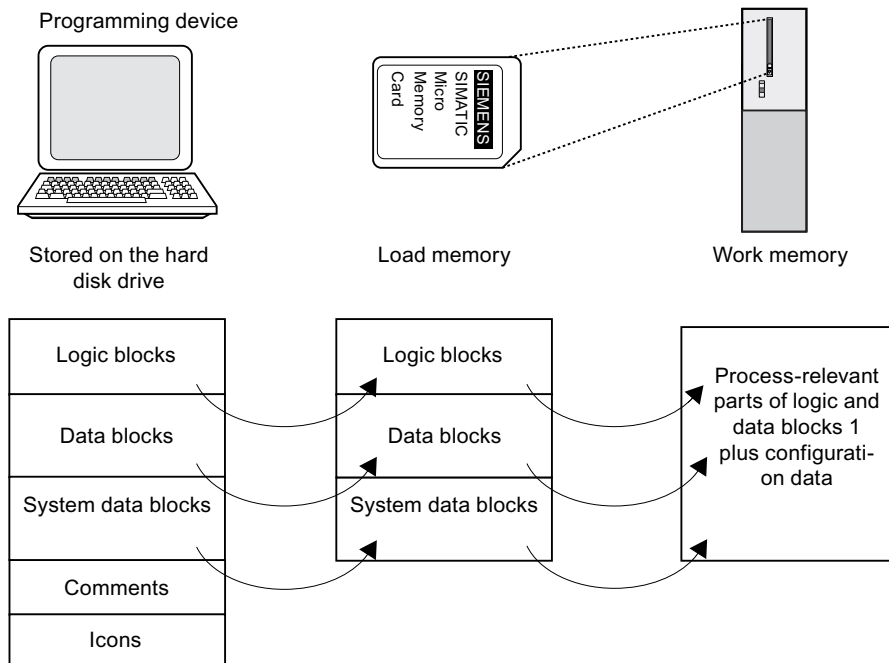 Programming device
SIEMENS
SIMATIC
Micro
Memory
Card
Stored on the hard
disk drive
Load memory
Work memory
Logic blocks
Data blocks
System data blocks
Comments
Icons
Logic blocks
Data blocks
System data blocks
Process-relevant
parts of logic and
data blocks 1
plus configurati-
on data